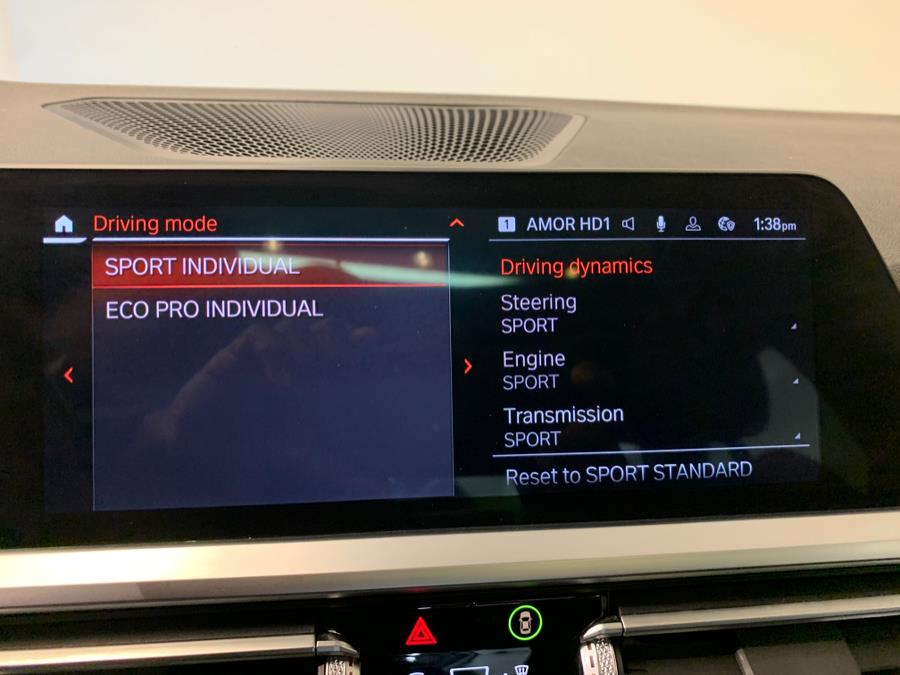 Driving mode
SPORT INDIVIDUAL
ECO PRO INDIVIDUAL
1 AMOR HD1 1:38pm
Driving dynamics
Steering
SPORT
Engine
SPORT
Transmission
SPORT
Reset to SPORT STANDARD